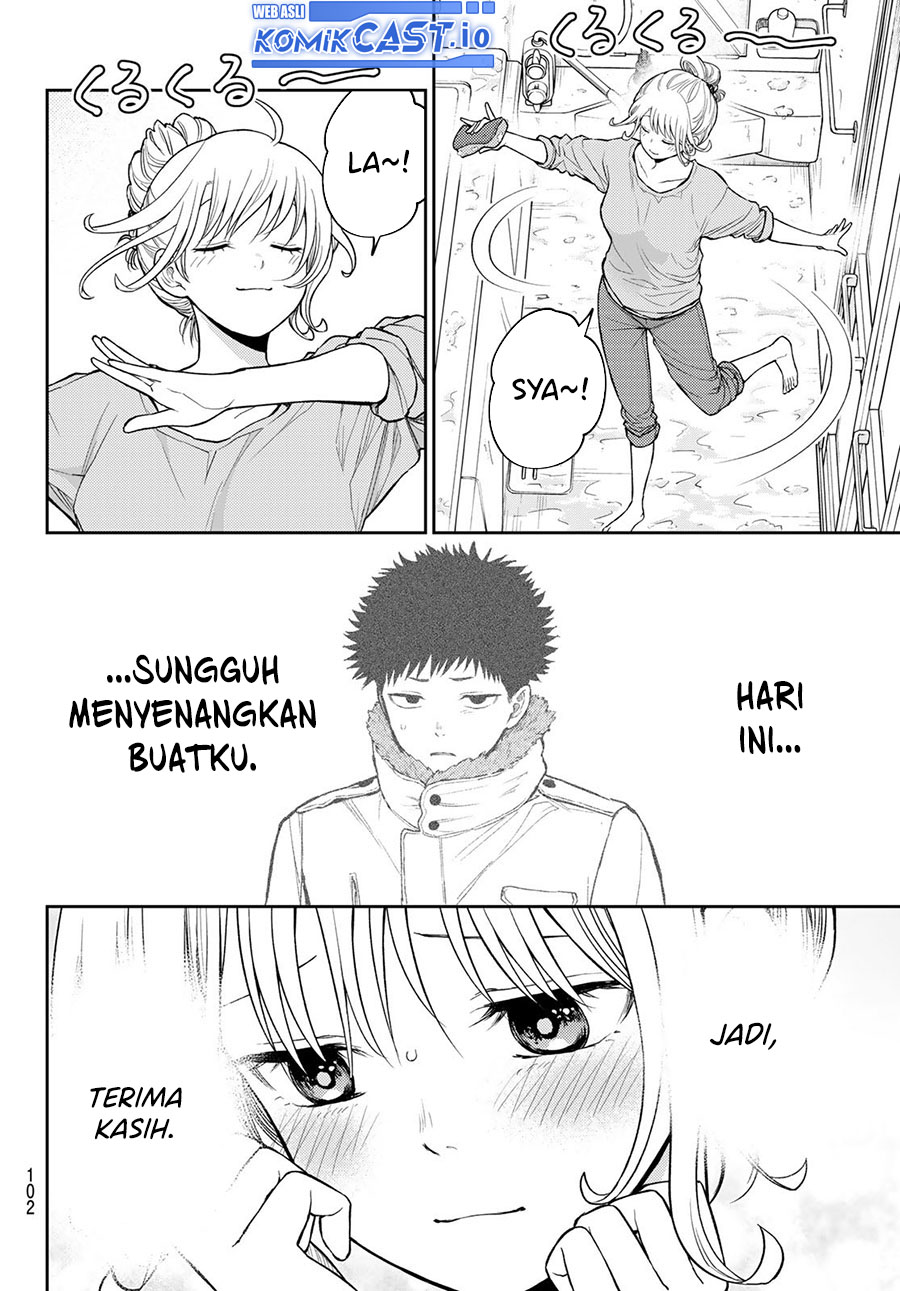 WEB ASLI
KOMIKCAST.io
くるくる〜
SYA~!
くるくる〜
LA~!
HARI
INI...
...SUNGGUH
MENYENANGKAN
BUATKU.
JADI,
TERIMA
KASIH.
102